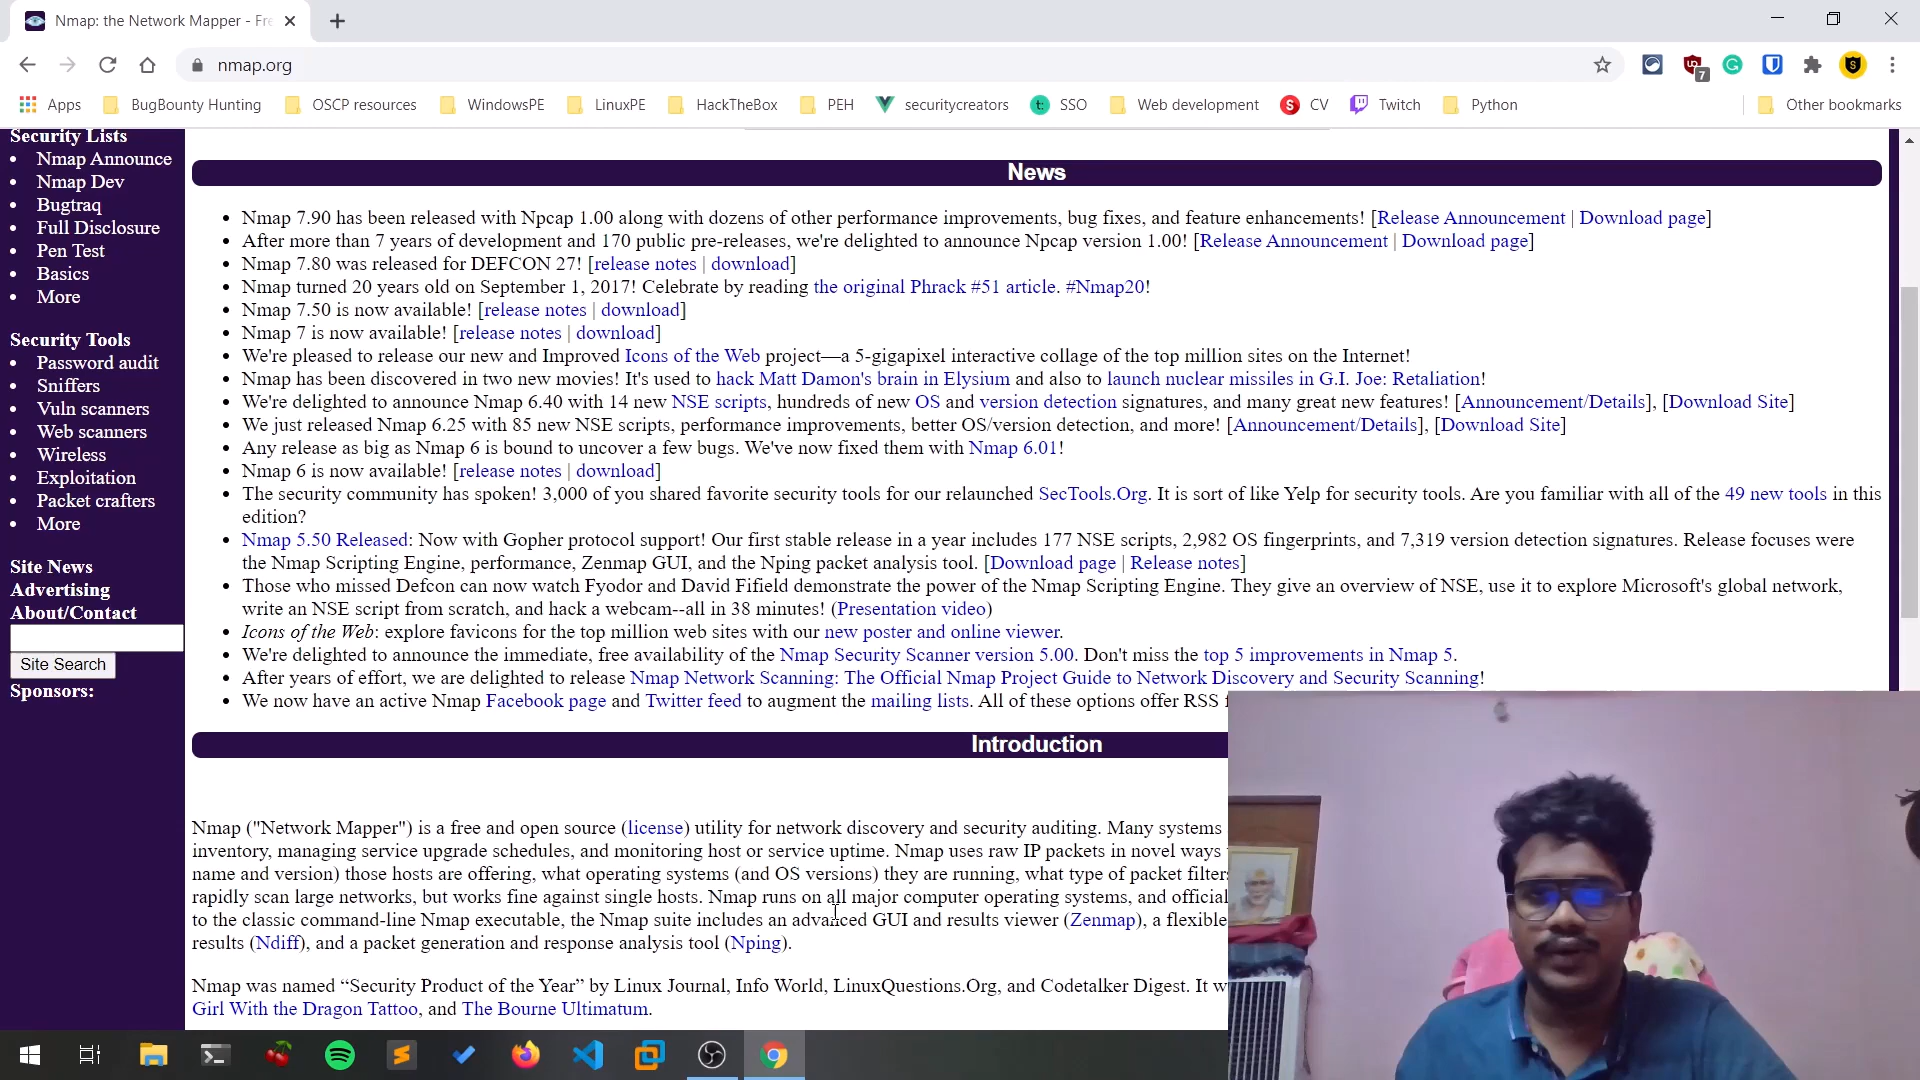 Nmap: the Network Mapper - Fre
nmap.org
7
Apps
BugBounty Hunting
OSCP resources
WindowsPE
LinuxPE
HackTheBox
PEH
securitycreators
t:
SSO
Web development
S
CV
Twitch
Python
Other bookmarks
Security Lists
Nmap Announce
Nmap Dev
Bugtraq
Full Disclosure
Pen Test
Basics
More
Security Tools
Password audit
Sniffers
Vuln scanners
Web scanners
Wireless
Exploitation
Packet crafters
More
Site News
Advertising
About/Contact
Site Search
Sponsors:
News
Nmap 7.90 has been released with Npcap 1.00 along with dozens of other performance improvements, bug fixes, and feature enhancements! [Release Announcement | Download page]
After more than 7 years of development and 170 public pre-releases, we're delighted to announce Npcap version 1.00! [Release Announcement | Download page]
Nmap 7.80 was released for DEFCON 27! [release notes | download]
Nmap turned 20 years old on September 1, 2017! Celebrate by reading the original Phrack #51 article. #Nmap20!
Nmap 7.50 is now available! [release notes | download]
Nmap 7 is now available! [release notes | download]
We're pleased to release our new and Improved Icons of the Web project—a 5-gigapixel interactive collage of the top million sites on the Internet!
Nmap has been discovered in two new movies! It's used to hack Matt Damon's brain in Elysium and also to launch nuclear missiles in G.I. Joe: Retaliation!
We're delighted to announce Nmap 6.40 with 14 new NSE scripts, hundreds of new OS and version detection signatures, and many great new features! [Announcement/Details], [Download Site]
We just released Nmap 6.25 with 85 new NSE scripts, performance improvements, better OS/version detection, and more! [Announcement/Details], [Download Site]
Any release as big as Nmap 6 is bound to uncover a few bugs. We've now fixed them with Nmap 6.01!
Nmap 6 is now available! [release notes | download]
The security community has spoken! 3,000 of you shared favorite security tools for our relaunched SecTools.Org. It is sort of like Yelp for security tools. Are you familiar with all of the 49 new tools in this
edition?
Nmap 5.50 Released: Now with Gopher protocol support! Our first stable release in a year includes 177 NSE scripts, 2,982 OS fingerprints, and 7,319 version detection signatures. Release focuses were
the Nmap Scripting Engine, performance, Zenmap GUI, and the Nping packet analysis tool. [Download page | Release notes]
Those who missed Defcon can now watch Fyodor and David Fifield demonstrate the power of the Nmap Scripting Engine. They give an overview of NSE, use it to explore Microsoft's global network,
write an NSE script from scratch, and hack a webcam--all in 38 minutes! (Presentation video)
Icons of the Web: explore favicons for the top million web sites with our new poster and online viewer.
We're delighted to announce the immediate, free availability of the Nmap Security Scanner version 5.00. Don't miss the top 5 improvements in Nmap 5.
After years of effort, we are delighted to release Nmap Network Scanning: The Official Nmap Project Guide to Network Discovery and Security Scanning!
We now have an active Nmap Facebook page and Twitter feed to augment the mailing lists. All of these options offer RSS
Introduction
Nmap ("Network Mapper") is a free and open source (license) utility for network discovery and security auditing. Many systems
inventory, managing service upgrade schedules, and monitoring host or service uptime. Nmap uses raw IP packets in novel ways
name and version) those hosts are offering, what operating systems (and OS versions) they are running, what type of packet filters
rapidly scan large networks, but works fine against single hosts. Nmap runs on all major computer operating systems, and official
to the classic command-line Nmap executable, the Nmap suite includes an advanced GUI and results viewer (Zenmap), a flexible
results (Ndiff), and a packet generation and response analysis tool (Nping).
Nmap was named “Security Product of the Year” by Linux Journal, Info World, LinuxQuestions.Org, and Codetalker Digest. It w
Girl With the Dragon Tattoo, and The Bourne Ultimatum.